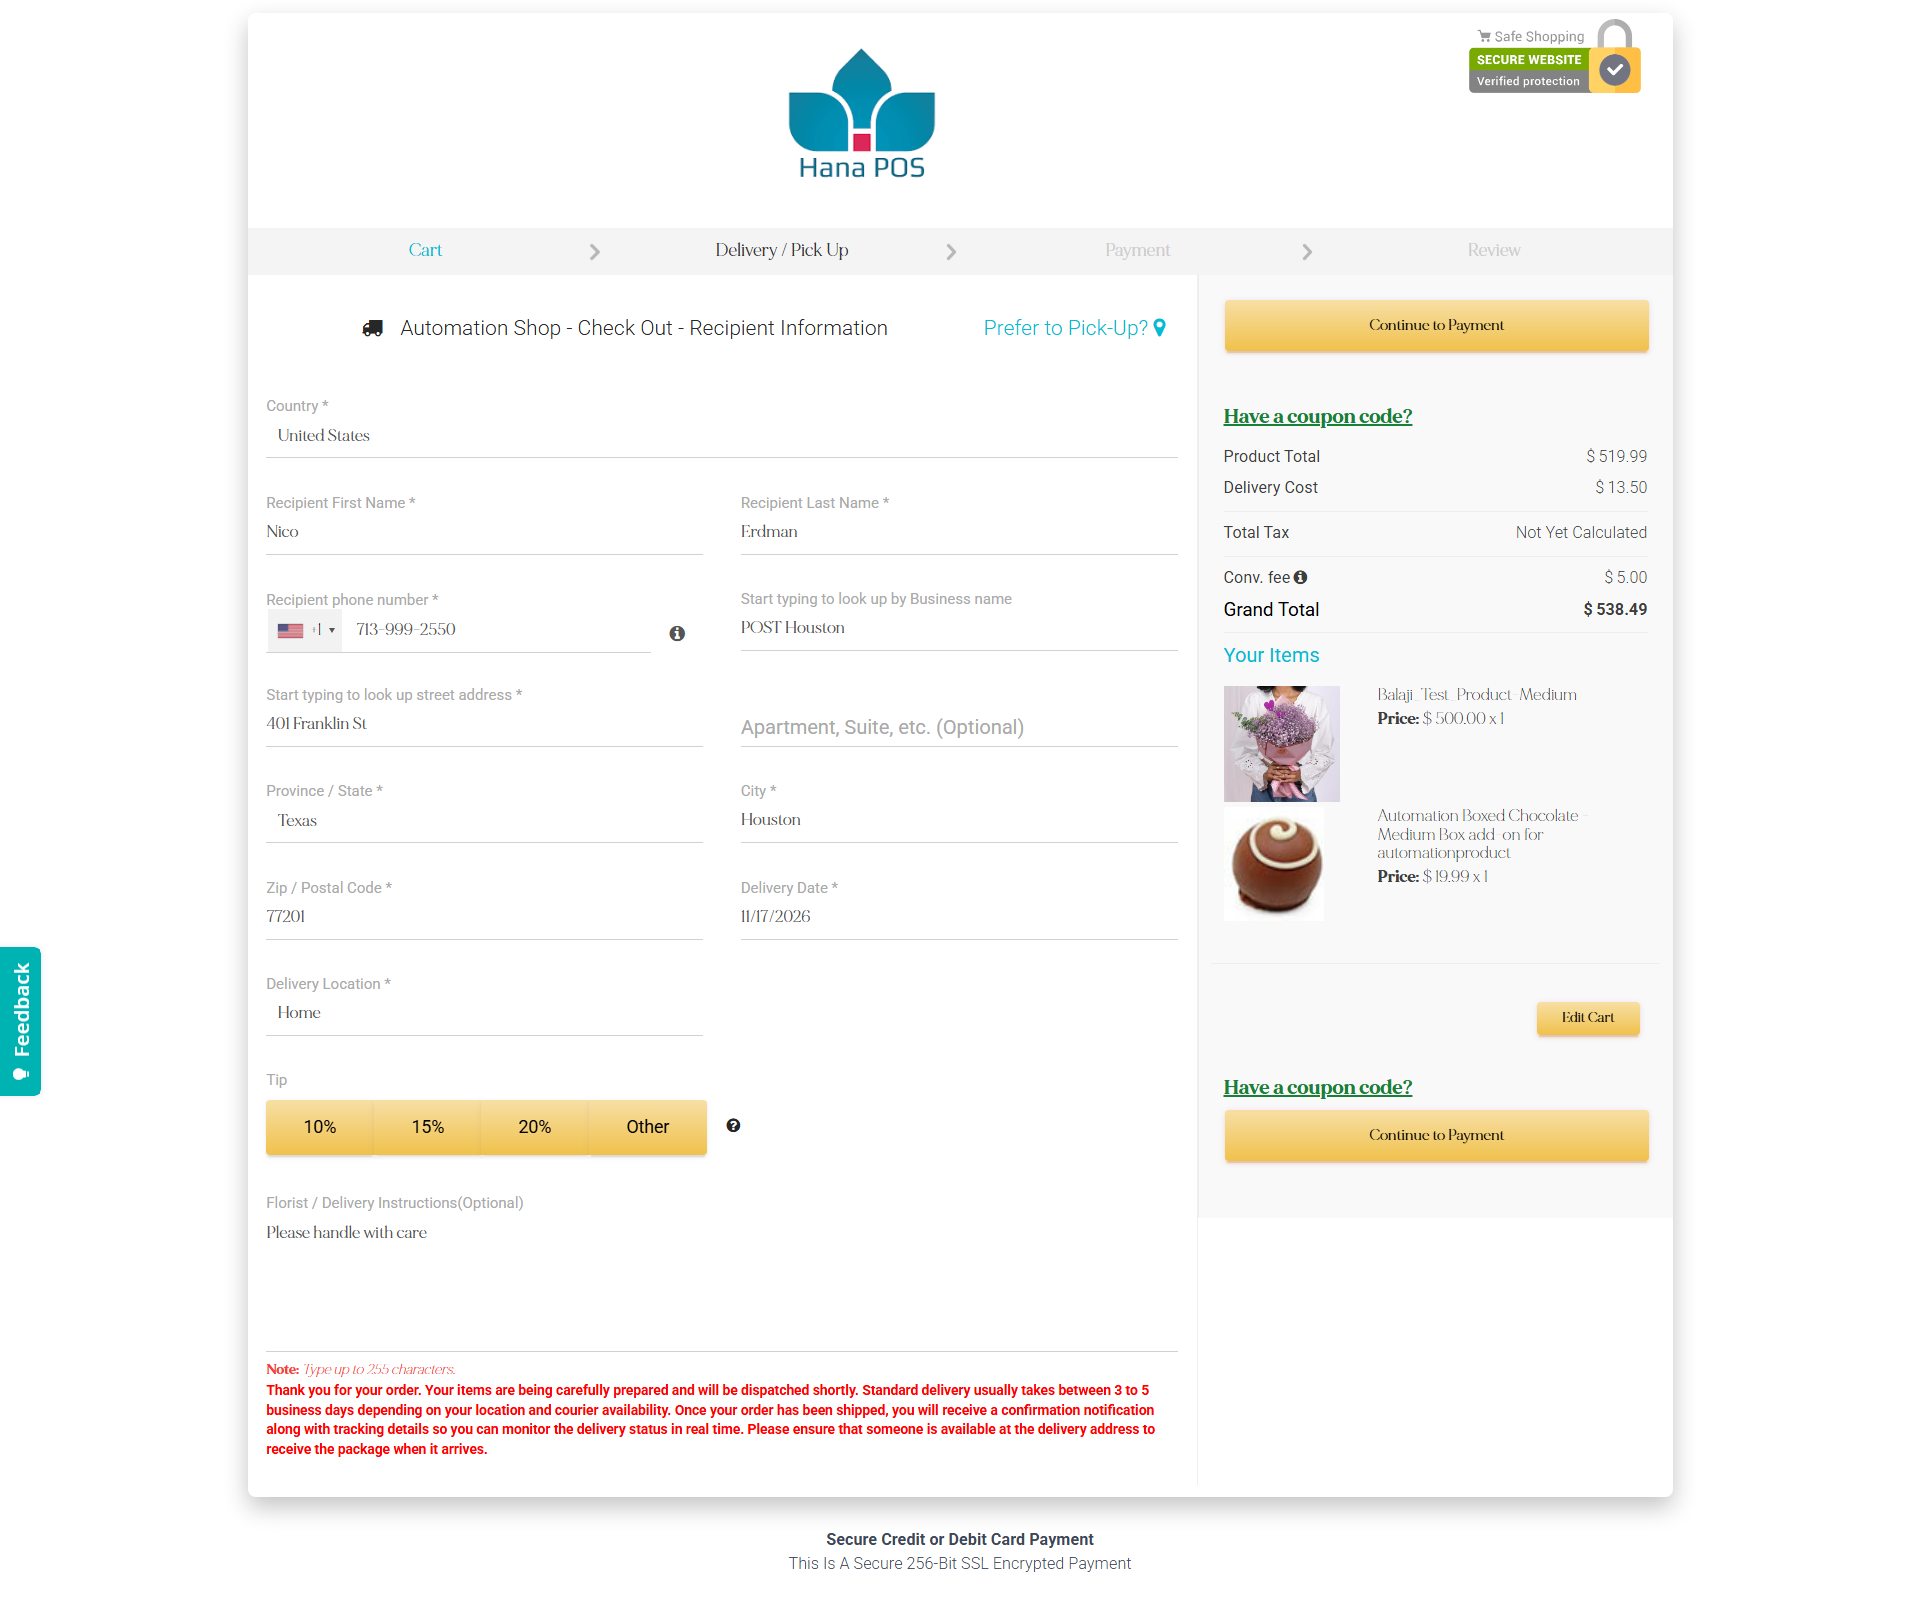 Safe Shopping
SECURE WEBSITE
Verified protection
Hana POS
Cart
Delivery / Pick Up
Payment
Review
Automation Shop - Check Out - Recipient Information
Prefer to Pick-Up?
Country *
United States
Recipient First Name *
Nico
Recipient Last Name *
Erdman
Recipient phone number *
+1
713-999-2550
Start typing to look up by Business name
POST Houston
Start typing to look up street address *
401 Franklin St
Apartment, Suite, etc. (Optional)
Province / State *
Texas
City *
Houston
Zip / Postal Code *
77201
Delivery Date *
11/17/2026
Delivery Location *
Home
Tip
10%
15%
20%
Other
Florist / Delivery Instructions(Optional)
Please handle with care
Note: Type up to 255 characters.
Thank you for your order. Your items are being carefully prepared and will be dispatched shortly. Standard delivery usually takes between 3 to 5
business days depending on your location and courier availability. Once your order has been shipped, you will receive a confirmation notification
along with tracking details so you can monitor the delivery status in real time. Please ensure that someone is available at the delivery address to
receive the package when it arrives.
Continue to Payment
Have a coupon code?
Product Total
$ 519.99
Delivery Cost
$ 13.50
Total Tax
Not Yet Calculated
Conv. fee
$ 5.00
Grand Total
$ 538.49
Your Items
Balaji_Test_Product-Medium
Price: $ 500.00 x 1
Automation Boxed Chocolate -
Medium Box add-on for
automationproduct
Price: $ 19.99 x 1
Edit Cart
Have a coupon code?
Continue to Payment
Feedback
Secure Credit or Debit Card Payment
This Is A Secure 256-Bit SSL Encrypted Payment